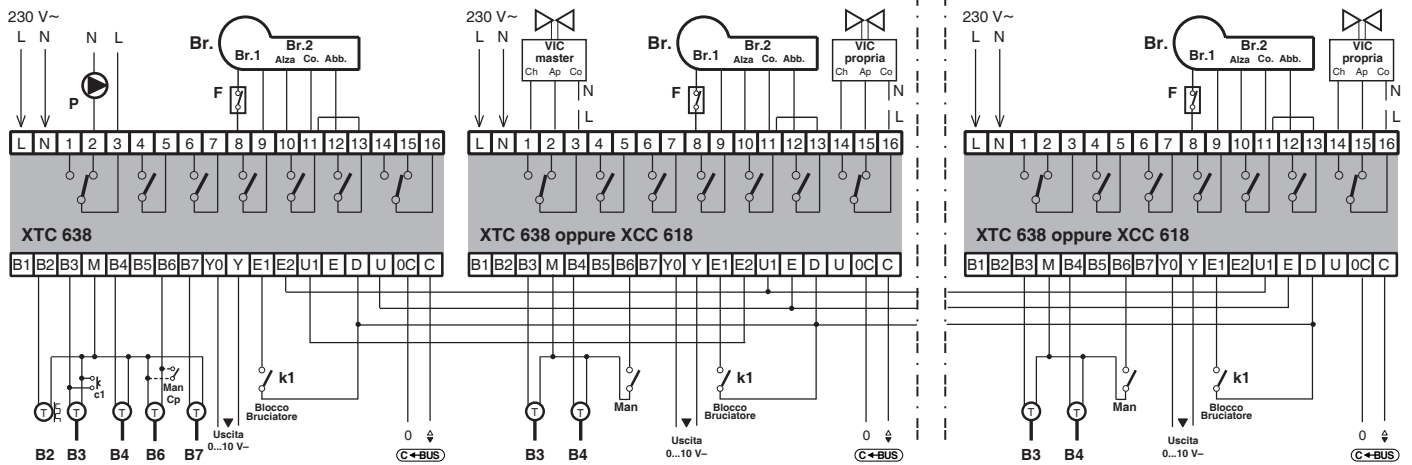 230 V~
L N N L
P
Br.
Br.1 Br.2
Alza Co. Abb.
F
L N 1 2 3 4 5 6 7 8 9 10 11 12 13 14 15 16
XTC 638
B1 B2 B3 M B4 B5 B6 B7 Y0 Y E1 E2 U1 E D U 0C C
c1
Man
Cp
k1
Blocco
Bruciatore
T T T T T
Uscita
0...10 V–
0
B2 B3 B4 B6 B7
C BUS
230 V~
L N
VIC
master
Ch Ap Co
N
L
Br.
Br.1 Br.2
Alza Co. Abb.
F
VIC
propria
Ch Ap Co
N
L
L N 1 2 3 4 5 6 7 8 9 10 11 12 13 14 15 16
XTC 638 oppure XCC 618
B1 B2 B3 M B4 B5 B6 B7 Y0 Y E1 E2 U1 E D U 0C C
k1
T T
Man
Blocco
Bruciatore
Uscita
0...10 V–
0
B3 B4
C BUS
230 V~
L N
Br.
Br.1 Br.2
Alza Co. Abb.
F
VIC
propria
Ch Ap Co
N
L
L N 1 2 3 4 5 6 7 8 9 10 11 12 13 14 15 16
XTC 638 oppure XCC 618
B1 B2 B3 M B4 B5 B6 B7 Y0 Y E1 E2 U1 E D U 0C C
k1
T T
Man
Blocco
Bruciatore
Uscita
0...10 V–
0
B3 B4
C BUS